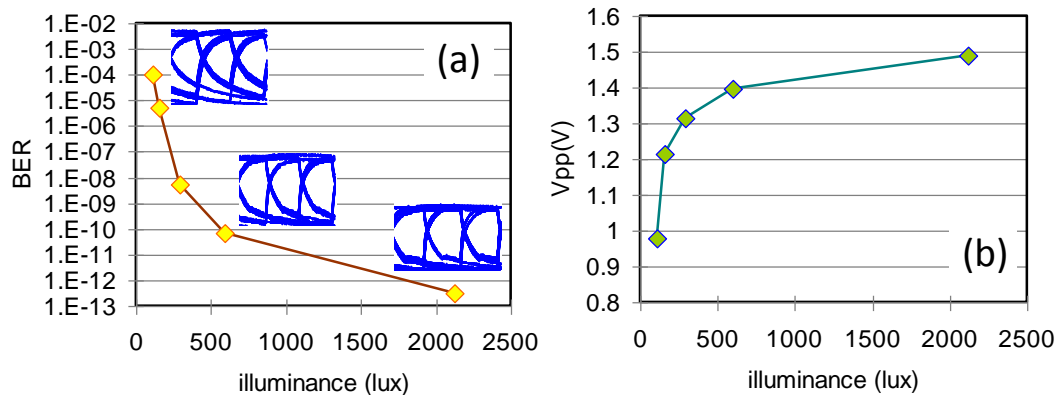 1.E-02
1.E-03
1.E-04
1.E-05
1.E-06
1.E-07
1.E-08
1.E-09
1.E-10
1.E-11
1.E-12
1.E-13
BER
(a)
0 500 1000 1500 2000 2500
illuminance (lux)
1.6
1.5
1.4
1.3
1.2
1.1
1
0.9
0.8
Vpp(V)
(b)
0 500 1000 1500 2000 2500
illuminance (lux)